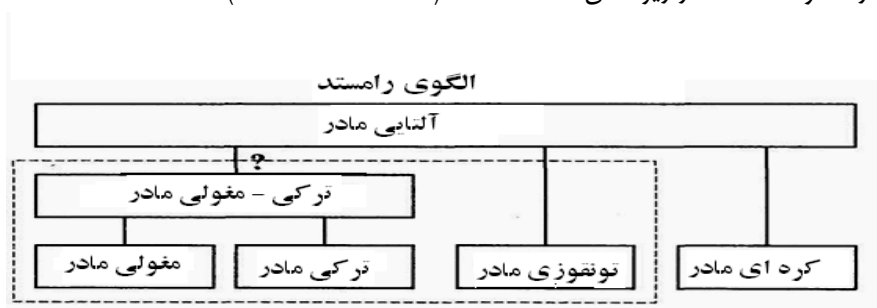 الگوی رامستد
آلتایی مادر
?
ترکی – مغولی مادر
کره ای مادر
تونقوزی مادر
ترکی مادر
مغولی مادر